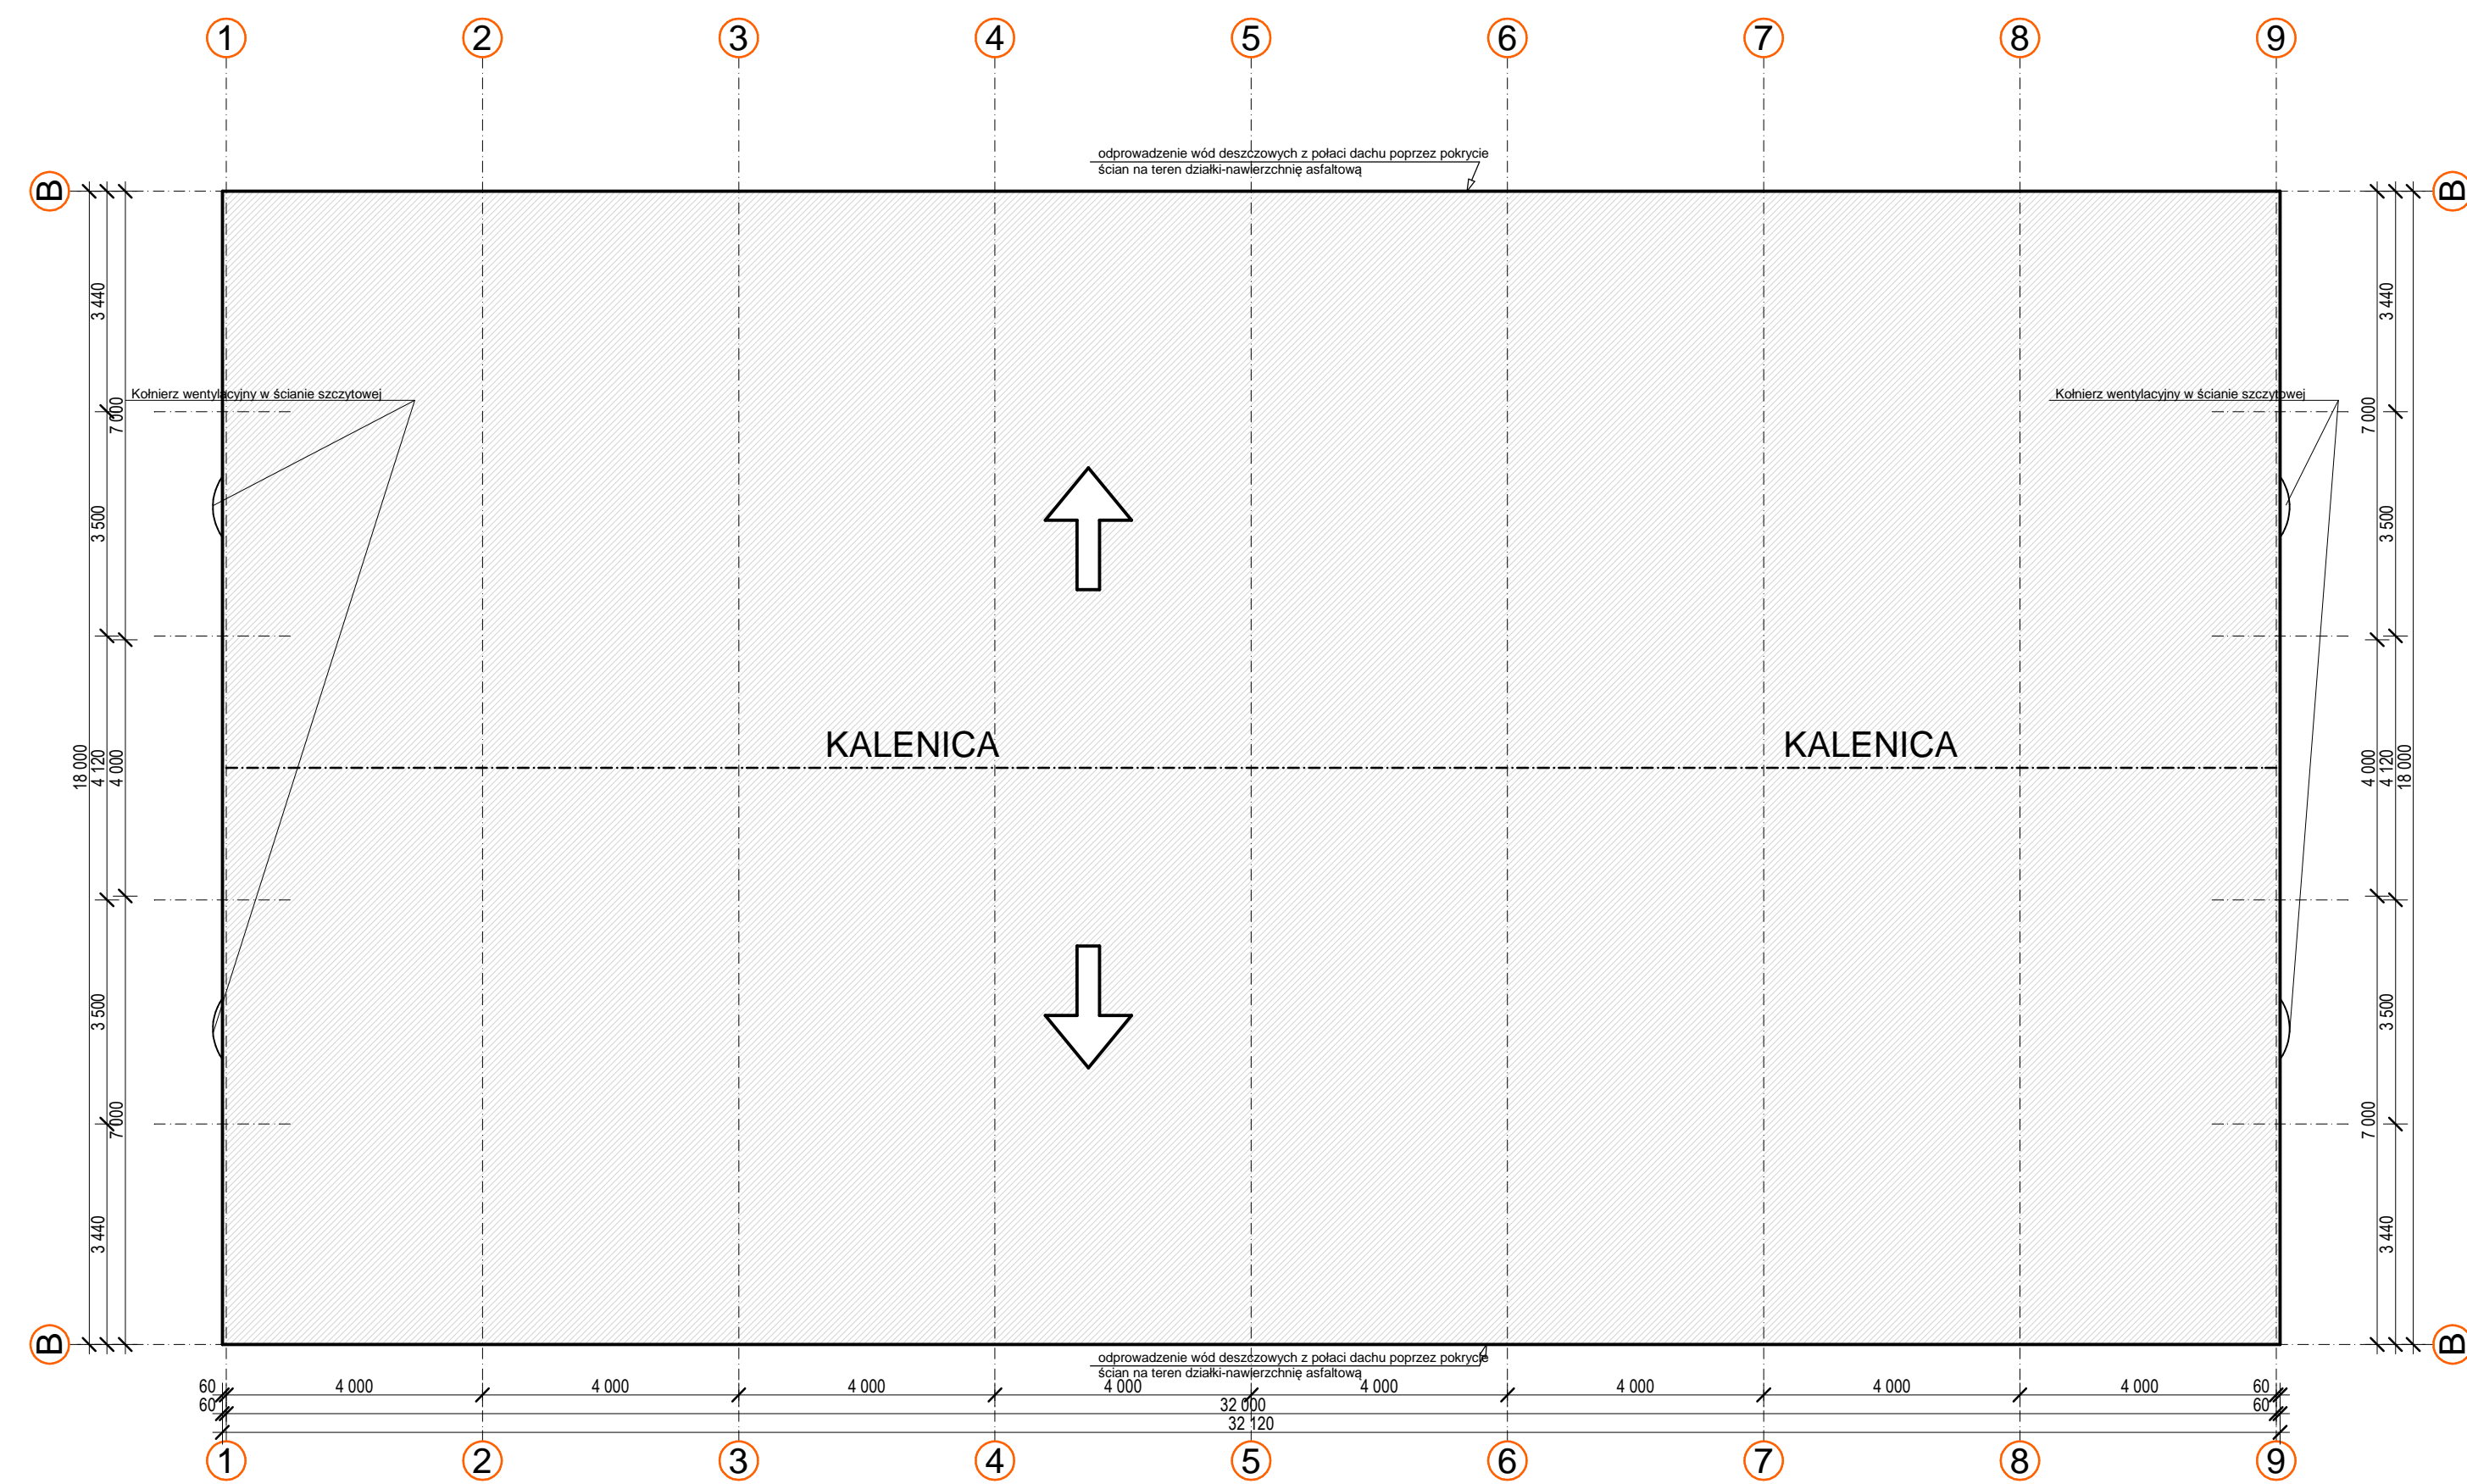 1 2 3 4 5 6 7 8 9
odprowadzenie wód deszczowych z połaci dachu poprzez pokrycie
ścian na teren działki-nawierzchnię asfaltową
B B
3 440 3 440
Kołnierz wentylacyjny w ścianie szczytowej Kołnierz wentylacyjny w ścianie szczytowej
7 000 7 000
3 500 3 500
KALENICA KALENICA
18 000 4 120 4 000 4 000 4 120 18 000
3 500 3 500
7 000 7 000
3 440 3 440
B B
odprowadzenie wód deszczowych z połaci dachu poprzez pokrycie
ścian na teren działki-nawierzchnię asfaltową
60 4 000 4 000 4 000 4 000 4 000 4 000 4 000 4 000 60
60 32 000 60
32 120
1 2 3 4 5 6 7 8 9